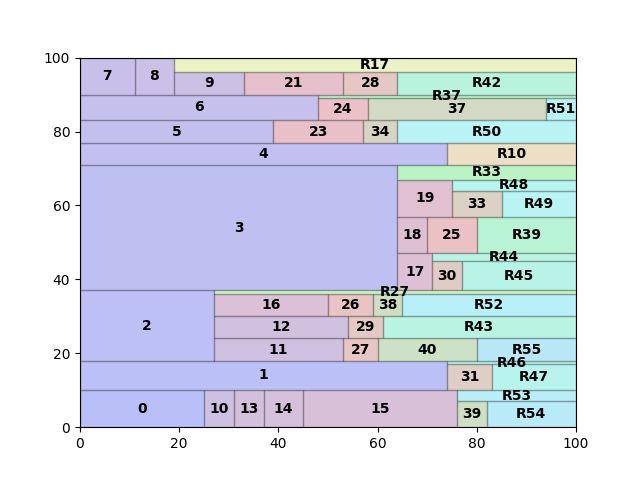 100
R17
7 8
9 21 28 R42
R37
6 24 37 R51
80
5 23 34 R50
4 R10
R33
R48
19
33 R49
60
3
18 25 R39
R44
17 30 R45
40
R27
16 26 38 R52
2 12 29 R43
11 27 40 R55
20
R46
1 31 R47
R53
0 10 13 14 15
39 R54
0
0 20 40 60 80 100